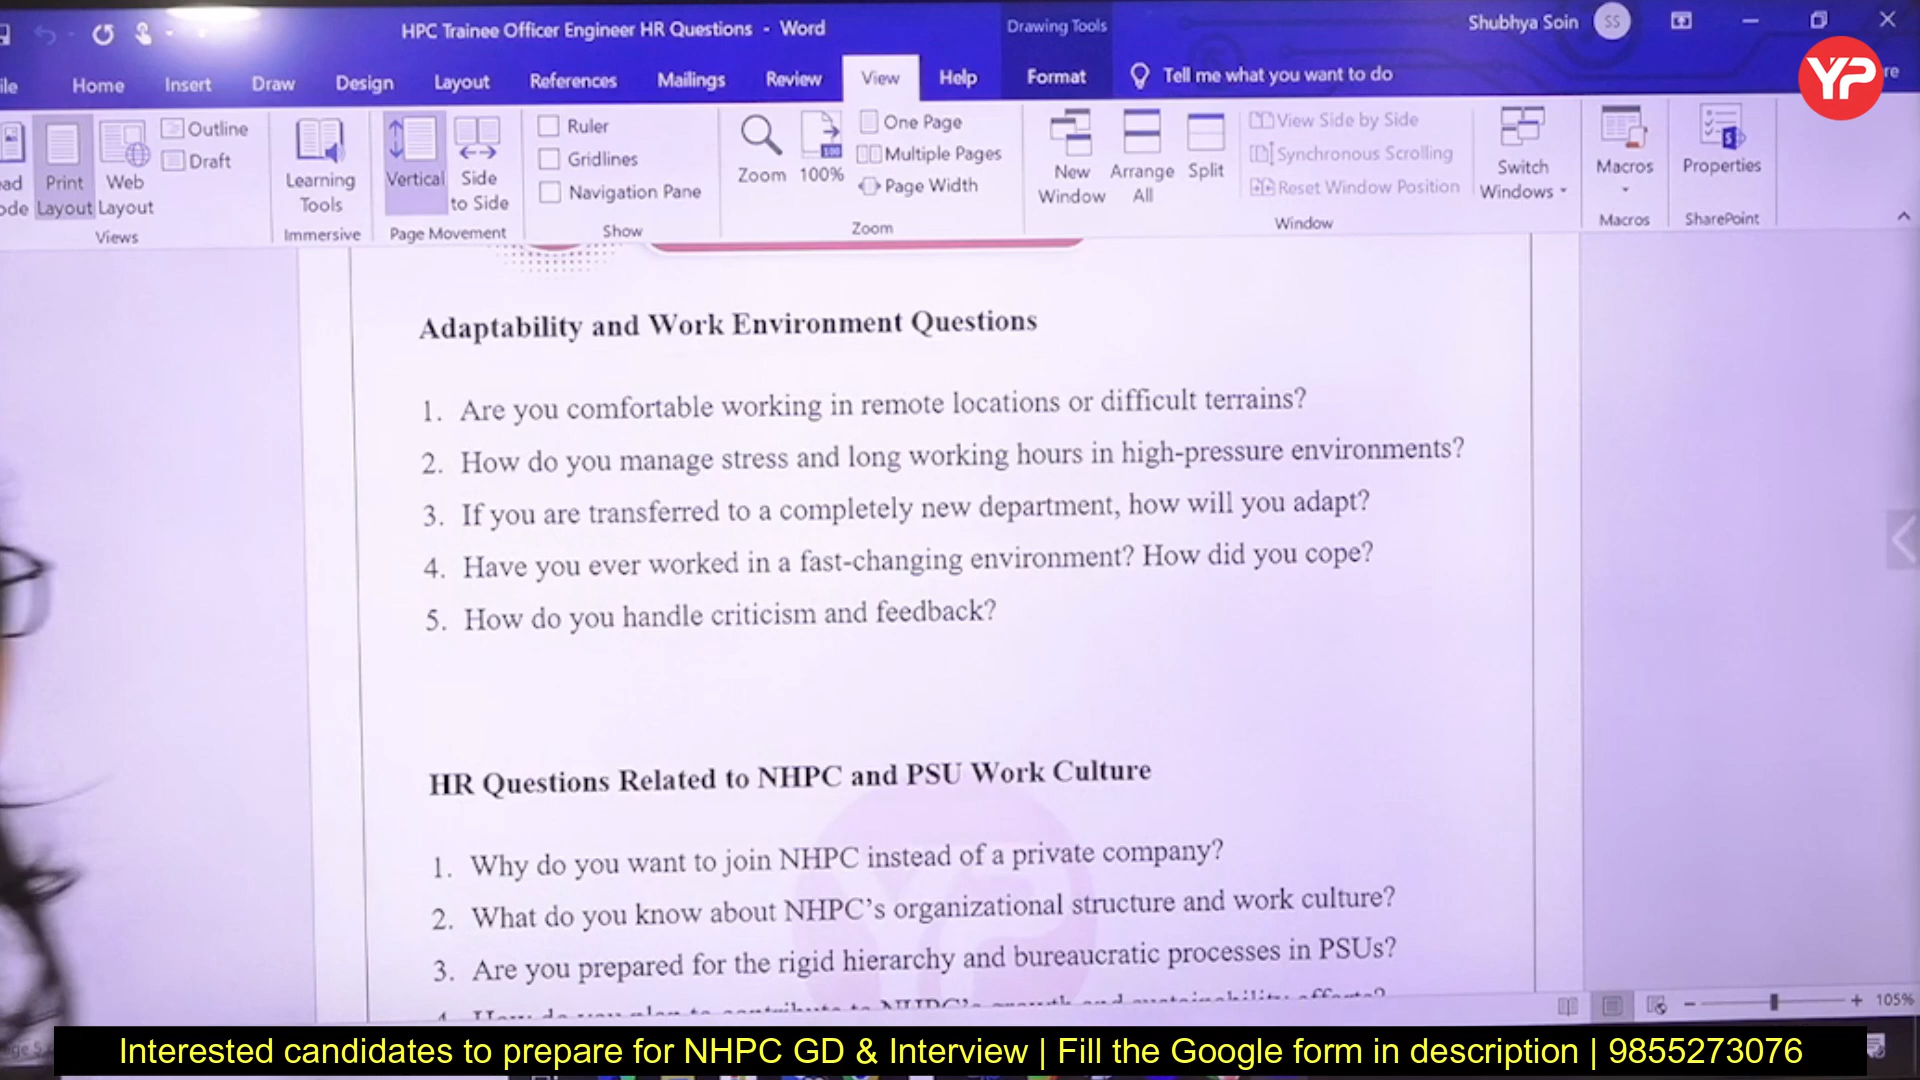 HPC Trainee Officer Engineer HR Questions - Word
Drawing Tools
Shubhya Soin
SS
YP
Home Insert Draw Design Layout References Mailings Review View Help Format Tell me what you want to do
Print Layout
Web Layout
Outline
Draft
Views
Learning Tools
Immersive
Vertical
Side to Side
Page Movement
Ruler
Gridlines
Navigation Pane
Show
Zoom
100
100%
One Page
Multiple Pages
Page Width
Zoom
New Window
Arrange All
Split
View Side by Side
Synchronous Scrolling
Reset Window Position
Window
Switch Windows
Macros
Macros
Properties
SharePoint
Adaptability and Work Environment Questions
1. Are you comfortable working in remote locations or difficult terrains?
2. How do you manage stress and long working hours in high-pressure environments?
3. If you are transferred to a completely new department, how will you adapt?
4. Have you ever worked in a fast-changing environment? How did you cope?
5. How do you handle criticism and feedback?
HR Questions Related to NHPC and PSU Work Culture
1. Why do you want to join NHPC instead of a private company?
2. What do you know about NHPC's organizational structure and work culture?
3. Are you prepared for the rigid hierarchy and bureaucratic processes in PSUs?
105%
Interested candidates to prepare for NHPC GD & Interview | Fill the Google form in description | 9855273076